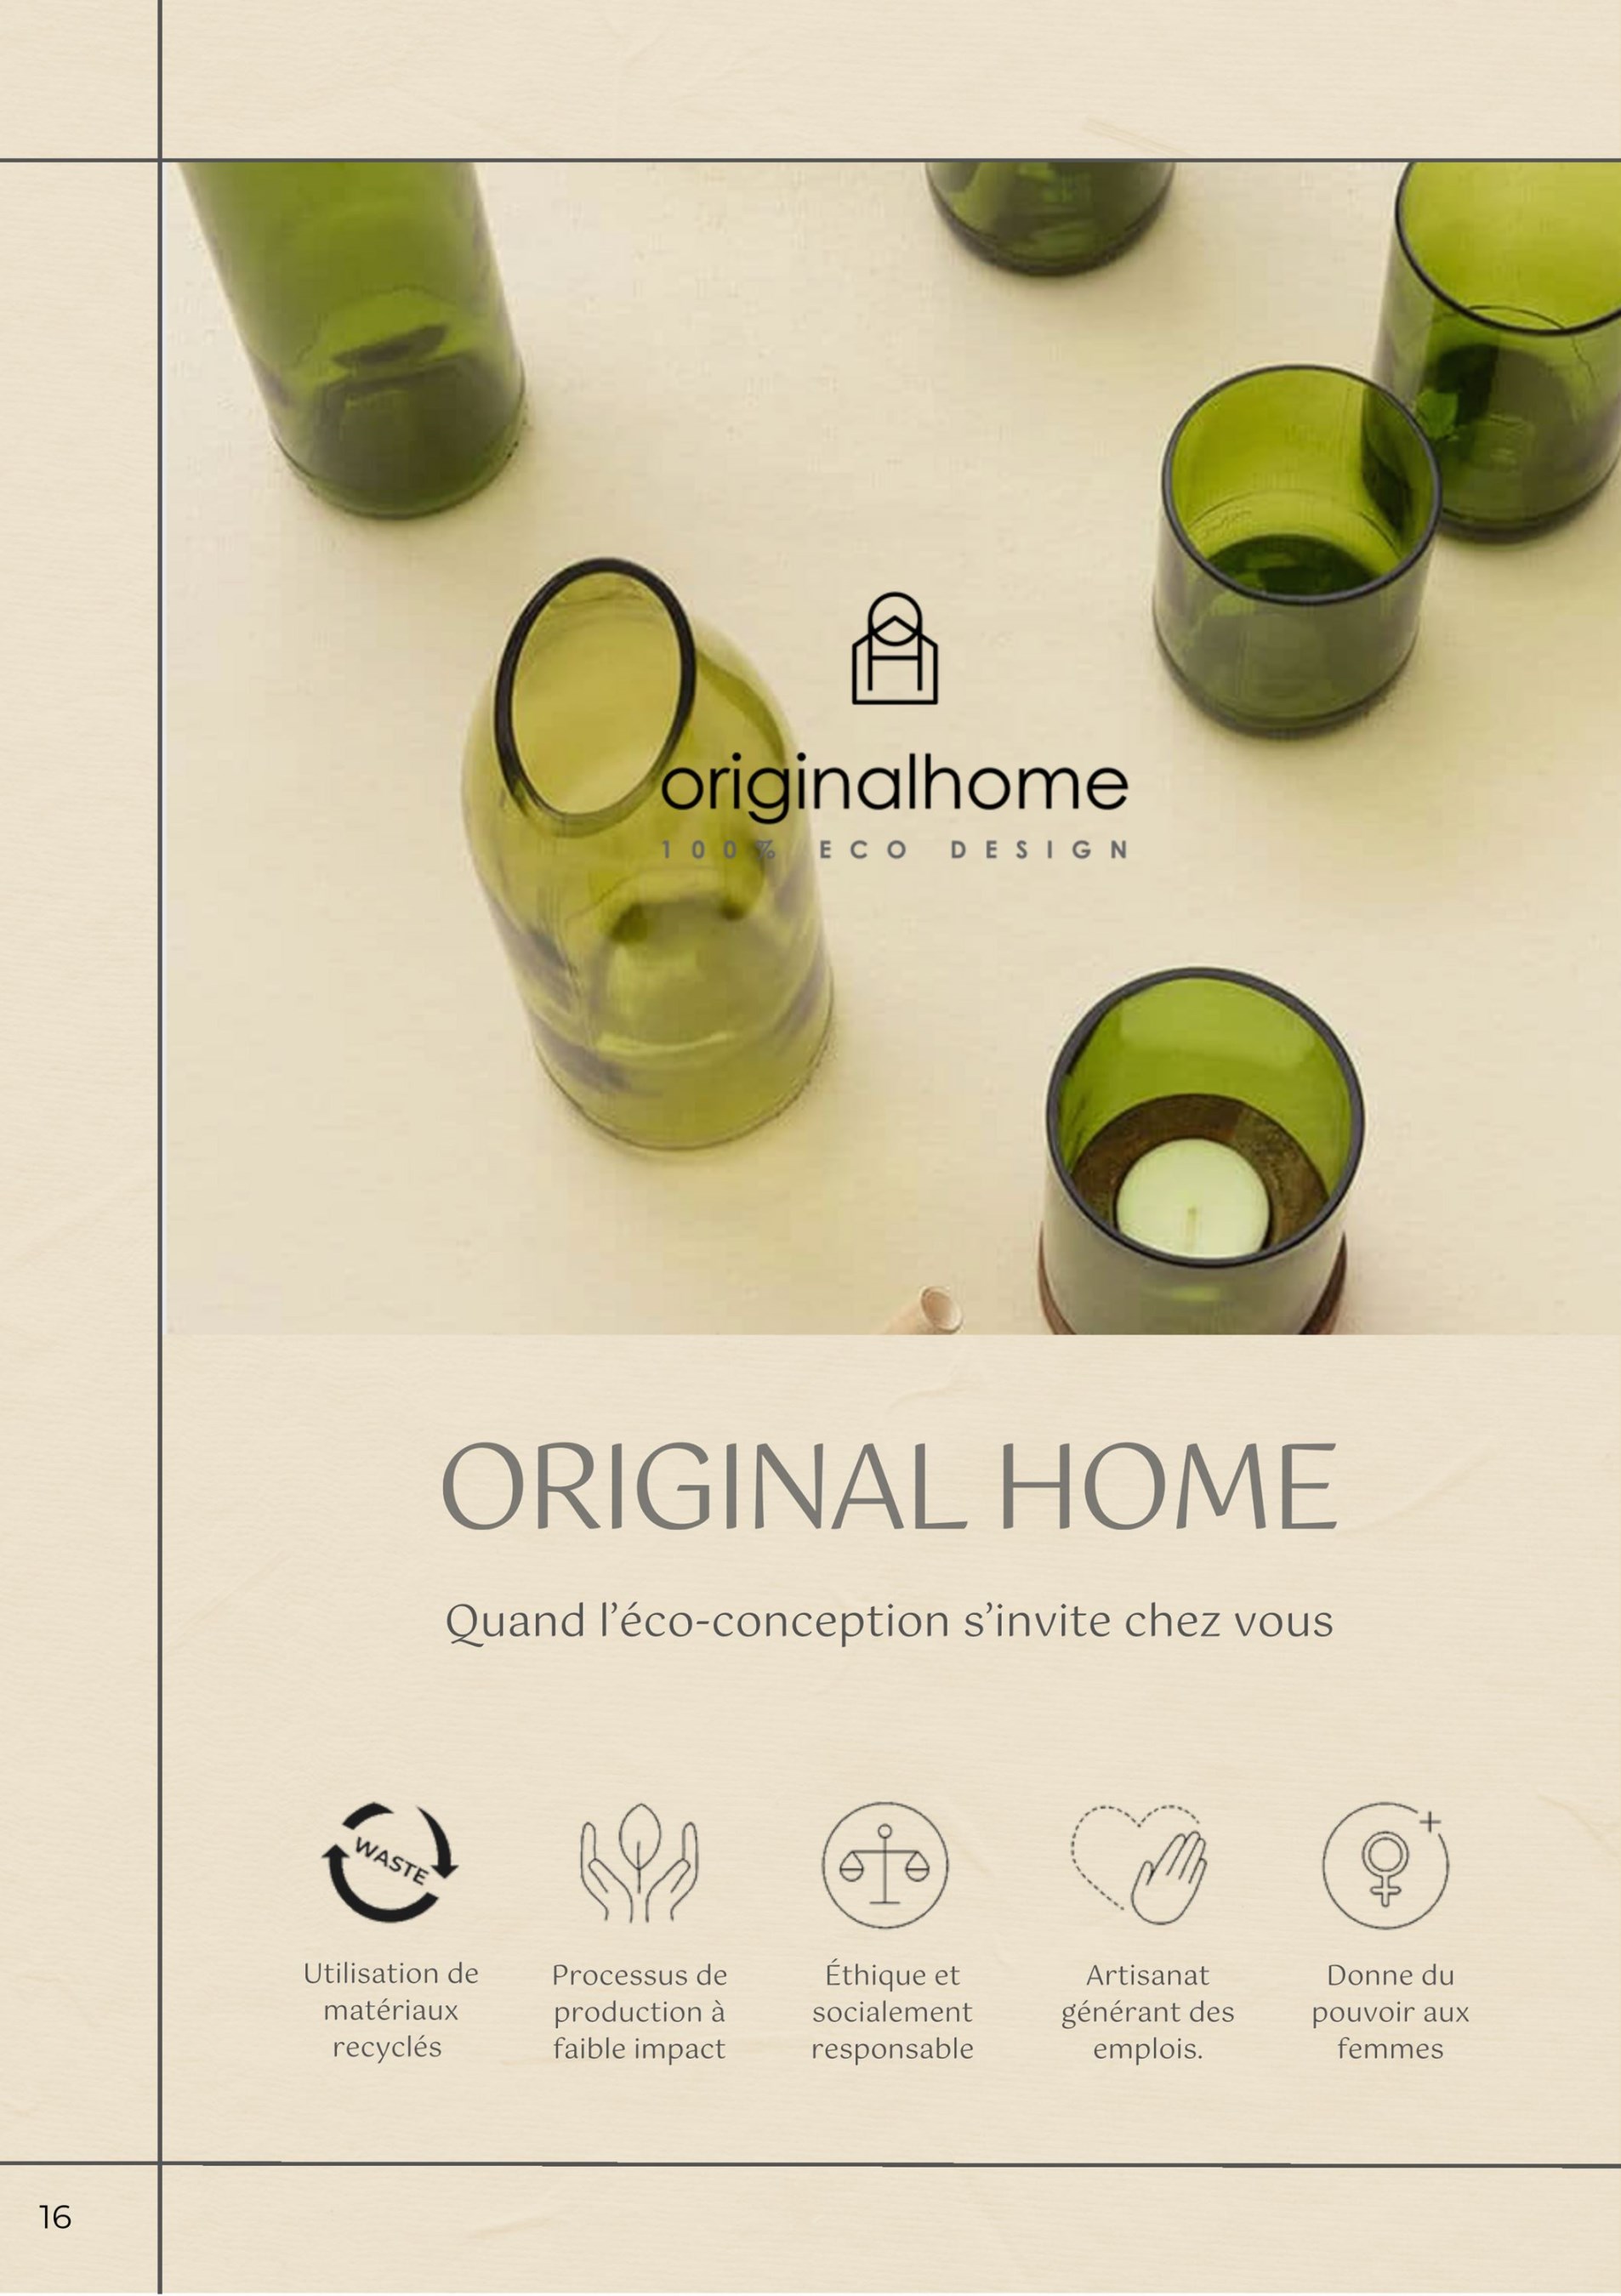 originalhome
100% ECO DESIGN
ORIGINAL HOME
Quand l’éco-conception s’invite chez vous
WASTE
Utilisation de
matériaux
recyclés
Processus de
production à
faible impact
Éthique et
socialement
responsable
Artisanat
générant des
emplois.
Donne du
pouvoir aux
femmes
16